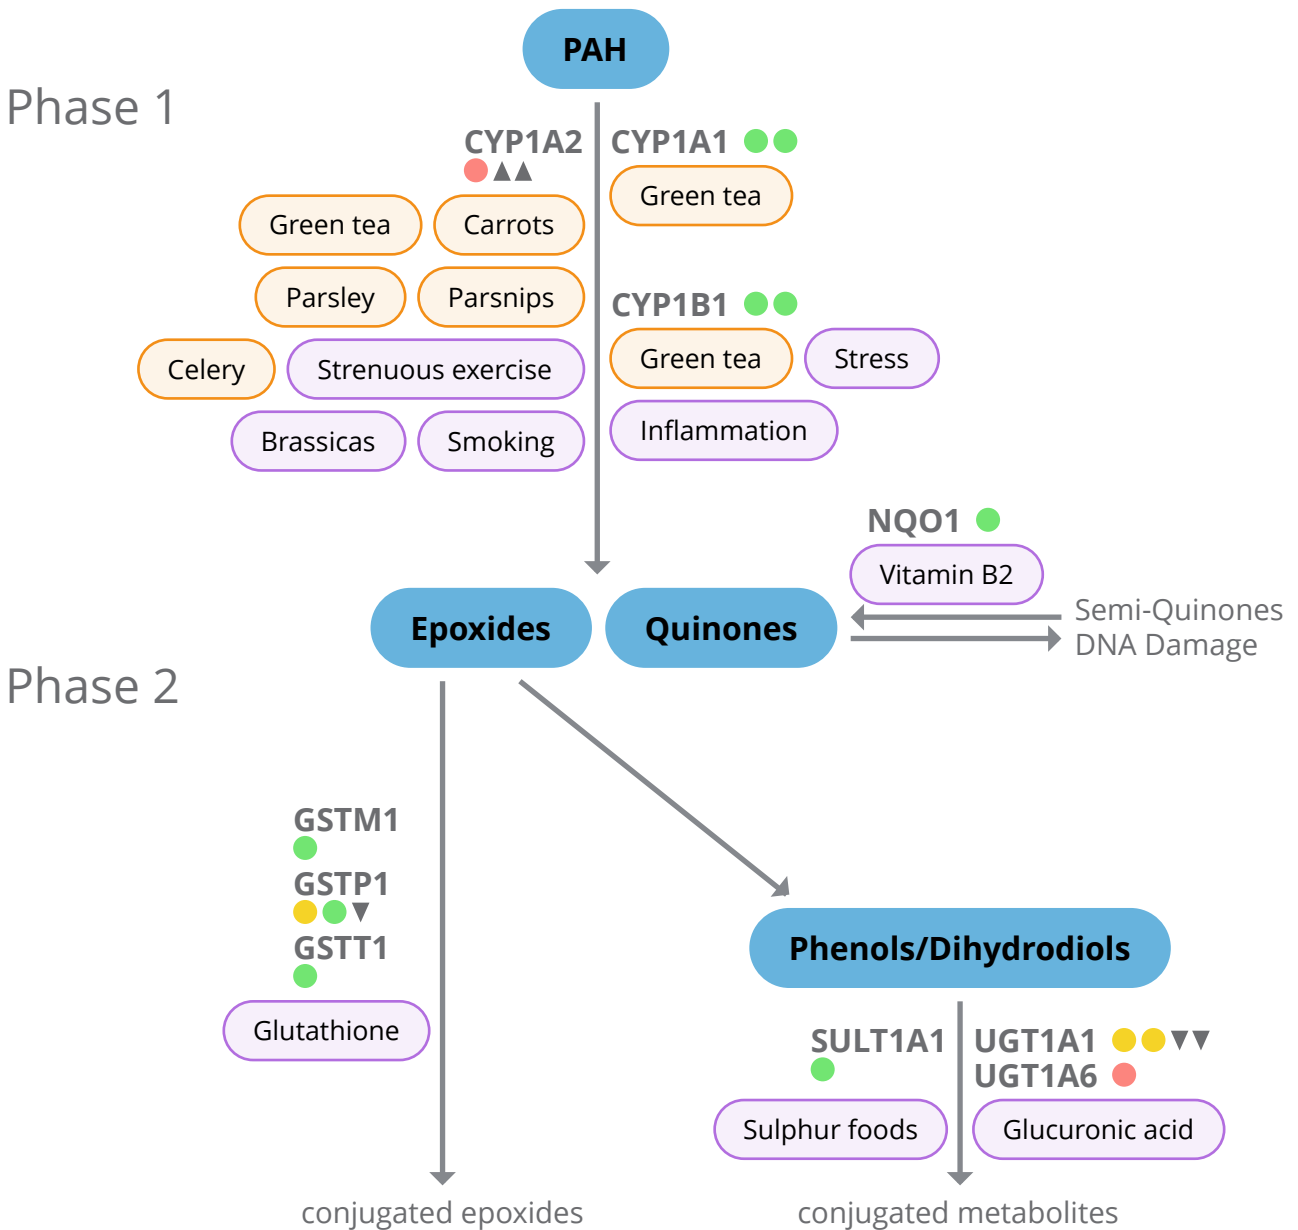 PAH
Phase 1
CYP1A2
CYP1A1
Green tea
Green tea
Carrots
Parsley
Parsnips
CYP1B1
Celery
Strenuous exercise
Green tea
Stress
Brassicas
Smoking
Inflammation
NQO1
Vitamin B2
Epoxides
Quinones
Semi-Quinones
DNA Damage
Phase 2
GSTM1
GSTP1
GSTT1
Glutathione
Phenols/Dihydrodiols
SULT1A1
UGT1A1
UGT1A6
Sulphur foods
Glucuronic acid
conjugated epoxides
conjugated metabolites